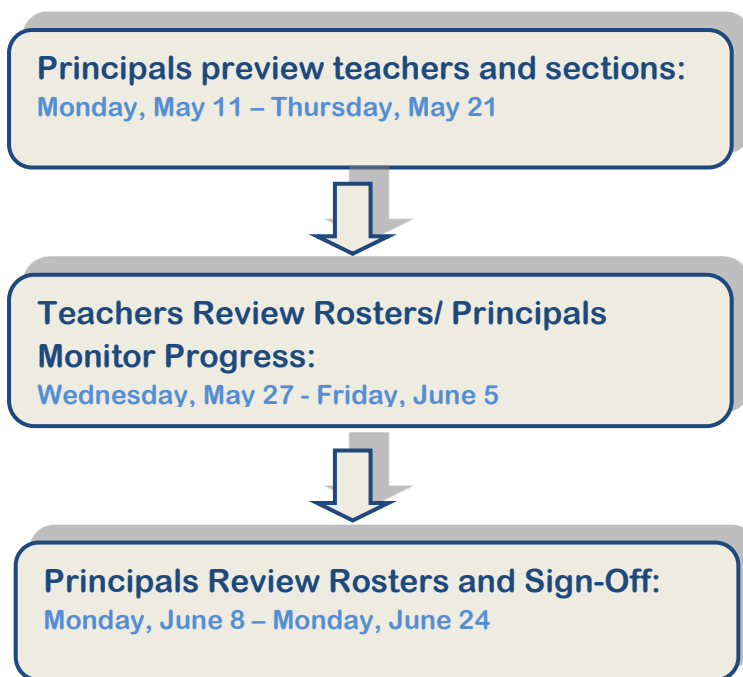 Principals preview teachers and sections:
Monday, May 11 – Thursday, May 21
Teachers Review Rosters/ Principals
Monitor Progress:
Wednesday, May 27 - Friday, June 5
Principals Review Rosters and Sign-Off:
Monday, June 8 – Monday, June 24